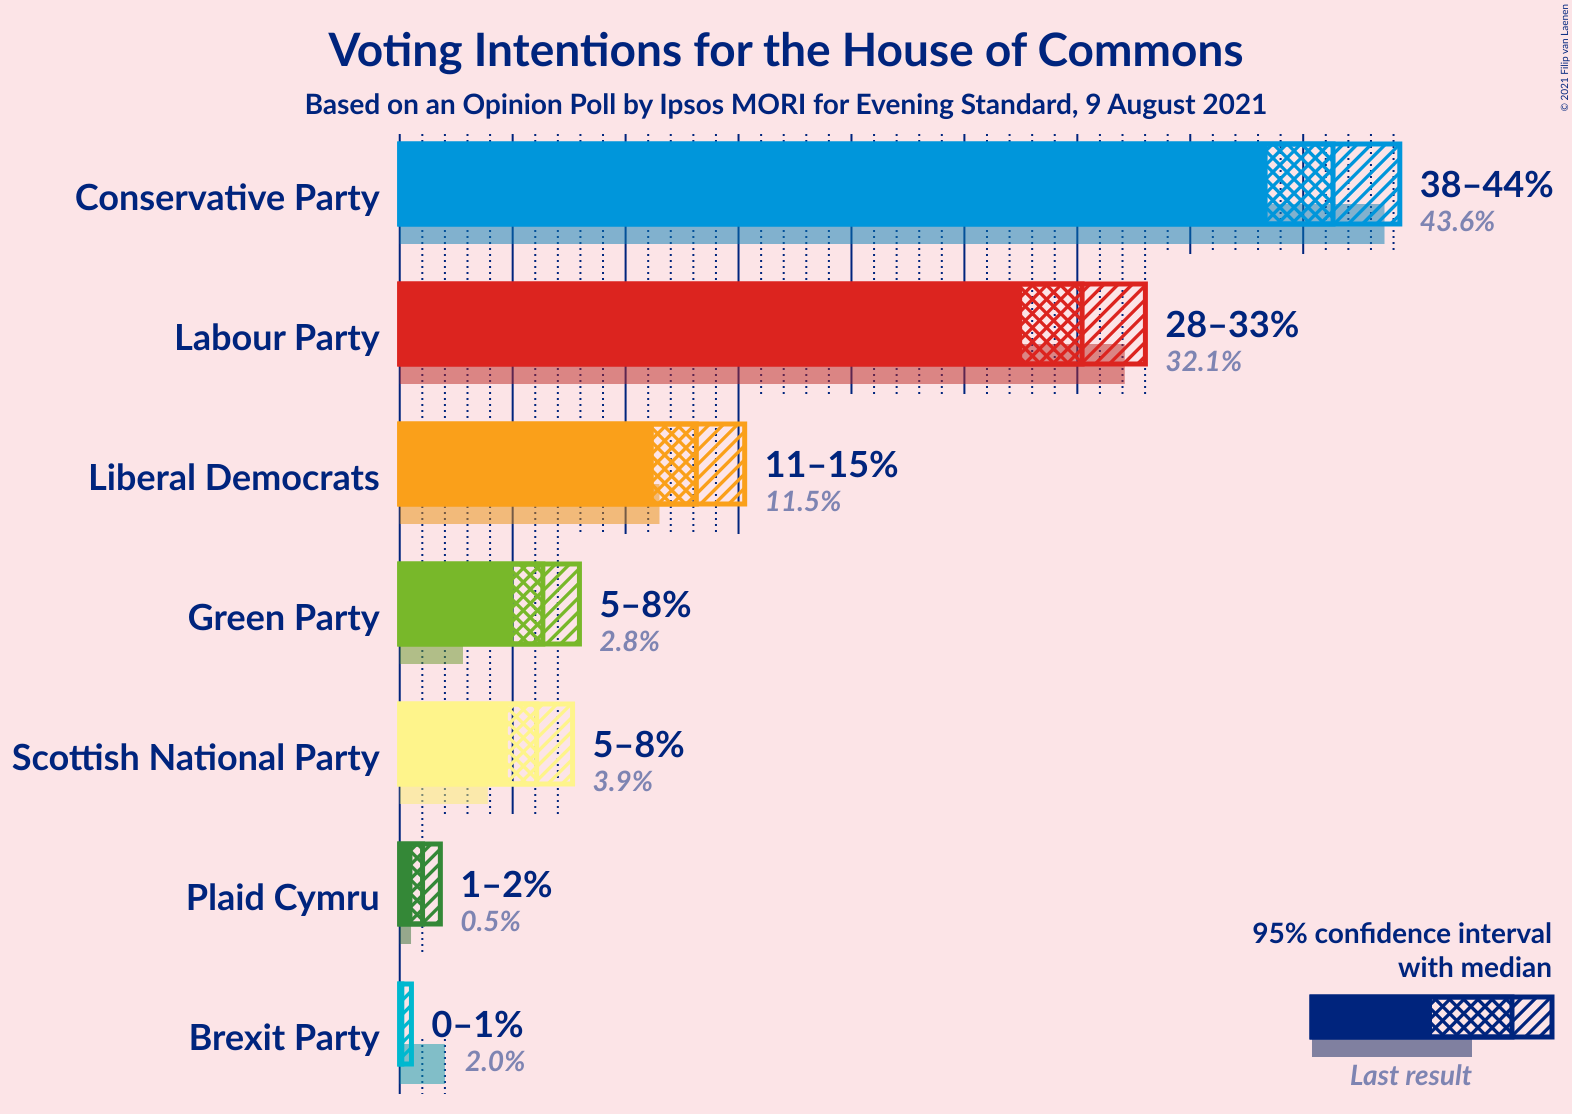 Voting Intentions for the House of Commons
Based on an Opinion Poll by Ipsos MORI for Evening Standard, 9 August 2021
© 2021 Filip van Laenen
Conservative Party
38–44%
43.6%
Labour Party
28–33%
32.1%
Liberal Democrats
11–15%
11.5%
Green Party
5–8%
2.8%
Scottish National Party
5–8%
3.9%
Plaid Cymru
1–2%
0.5%
Brexit Party
0–1%
2.0%
95% confidence interval
with median
Last result